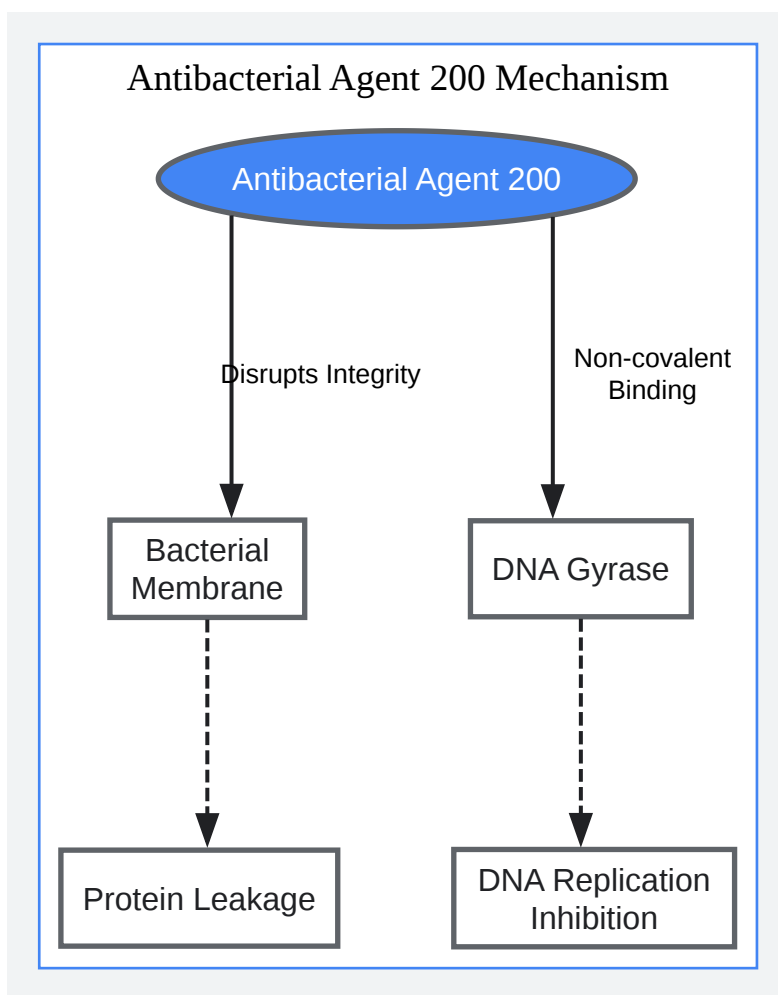 Antibacterial Agent 200 Mechanism
Antibacterial Agent 200
Disrupts Integrity
Non-covalent
Binding
Bacterial
Membrane
DNA Gyrase
Protein Leakage
DNA Replication
Inhibition